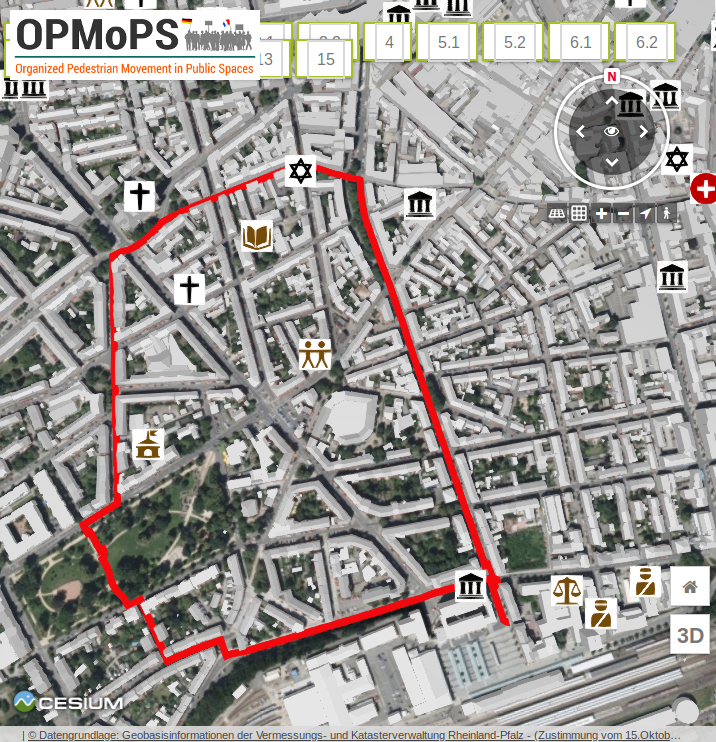 OPMoPS
Organized Pedestrian Movement in Public Spaces
4
5.1
5.2
6.1
6.2
13
15
N
3D
CESIUM
| © Datengrundlage: Geobasisinformationen der Vermessungs- und Katasterverwaltung Rheinland-Pfalz - (Zustimmung vom 15.Oktob...